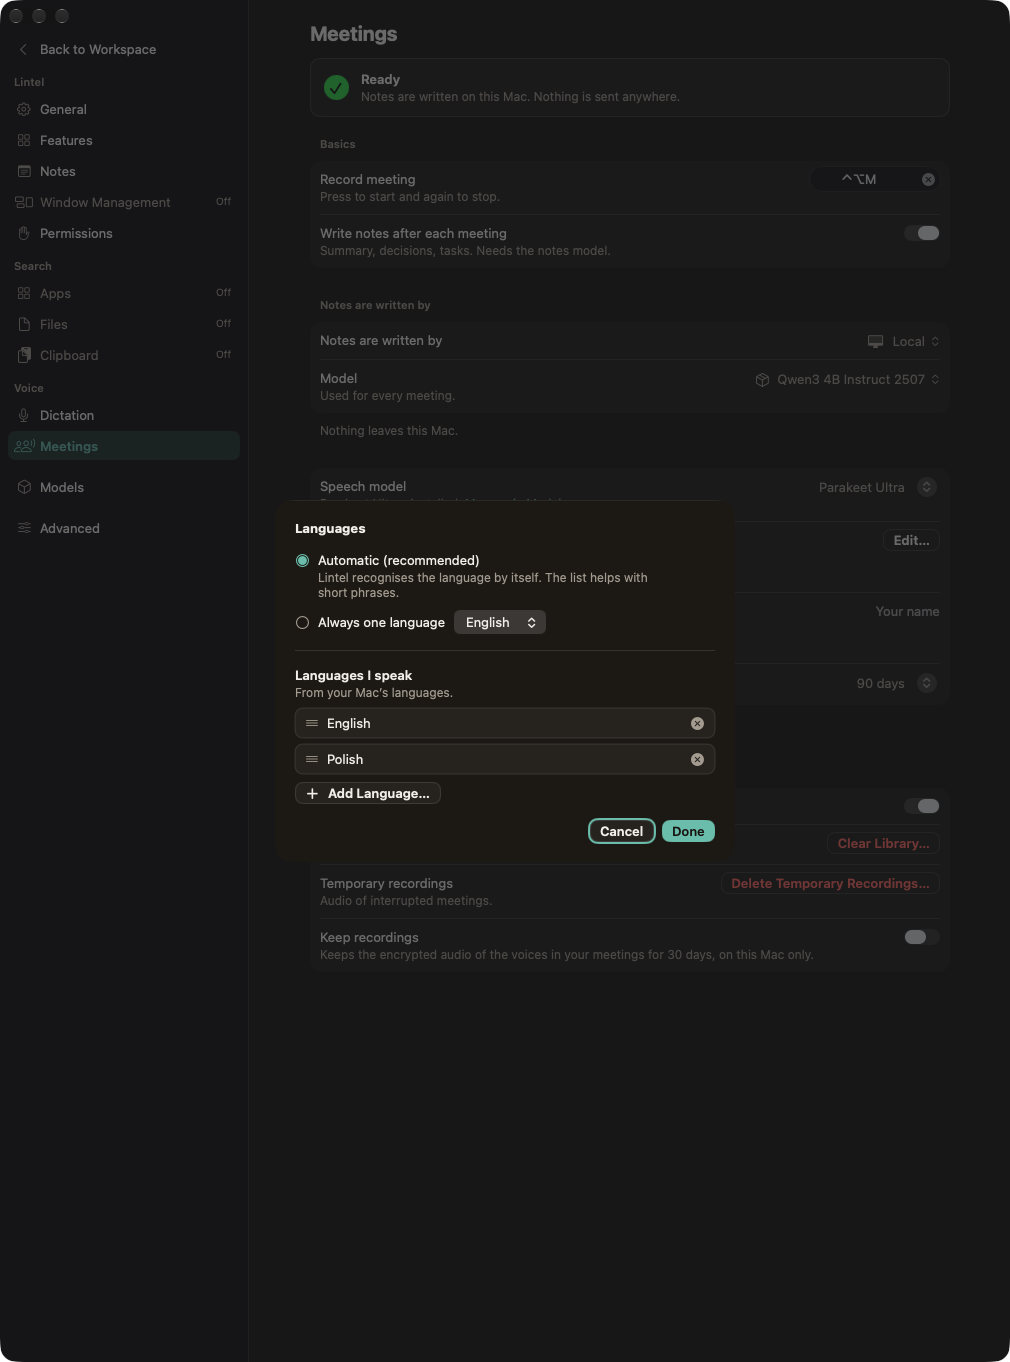 Back to Workspace
Lintel
General
Features
Notes
Window Management Off
Permissions
Search
Apps Off
Files Off
Clipboard Off
Voice
Dictation
Meetings
Models
Advanced
Meetings
Ready
Notes are written on this Mac. Nothing is sent anywhere.
Basics
Record meeting
⌃⌥M
Press to start and again to stop.
Write notes after each meeting
Summary, decisions, tasks. Needs the notes model.
Notes are written by
Notes are written by Local
Model
Qwen3 4B Instruct 2507
Used for every meeting.
Nothing leaves this Mac.
Speech model Parakeet Ultra
Edit...
Your name
90 days
Languages
Automatic (recommended)
Lintel recognises the language by itself. The list helps with
short phrases.
Always one language English
Languages I speak
From your Mac's languages.
English
Polish
Add Language...
Cancel Done
Clear Library...
Temporary recordings Delete Temporary Recordings...
Audio of interrupted meetings.
Keep recordings
Keeps the encrypted audio of the voices in your meetings for 30 days, on this Mac only.